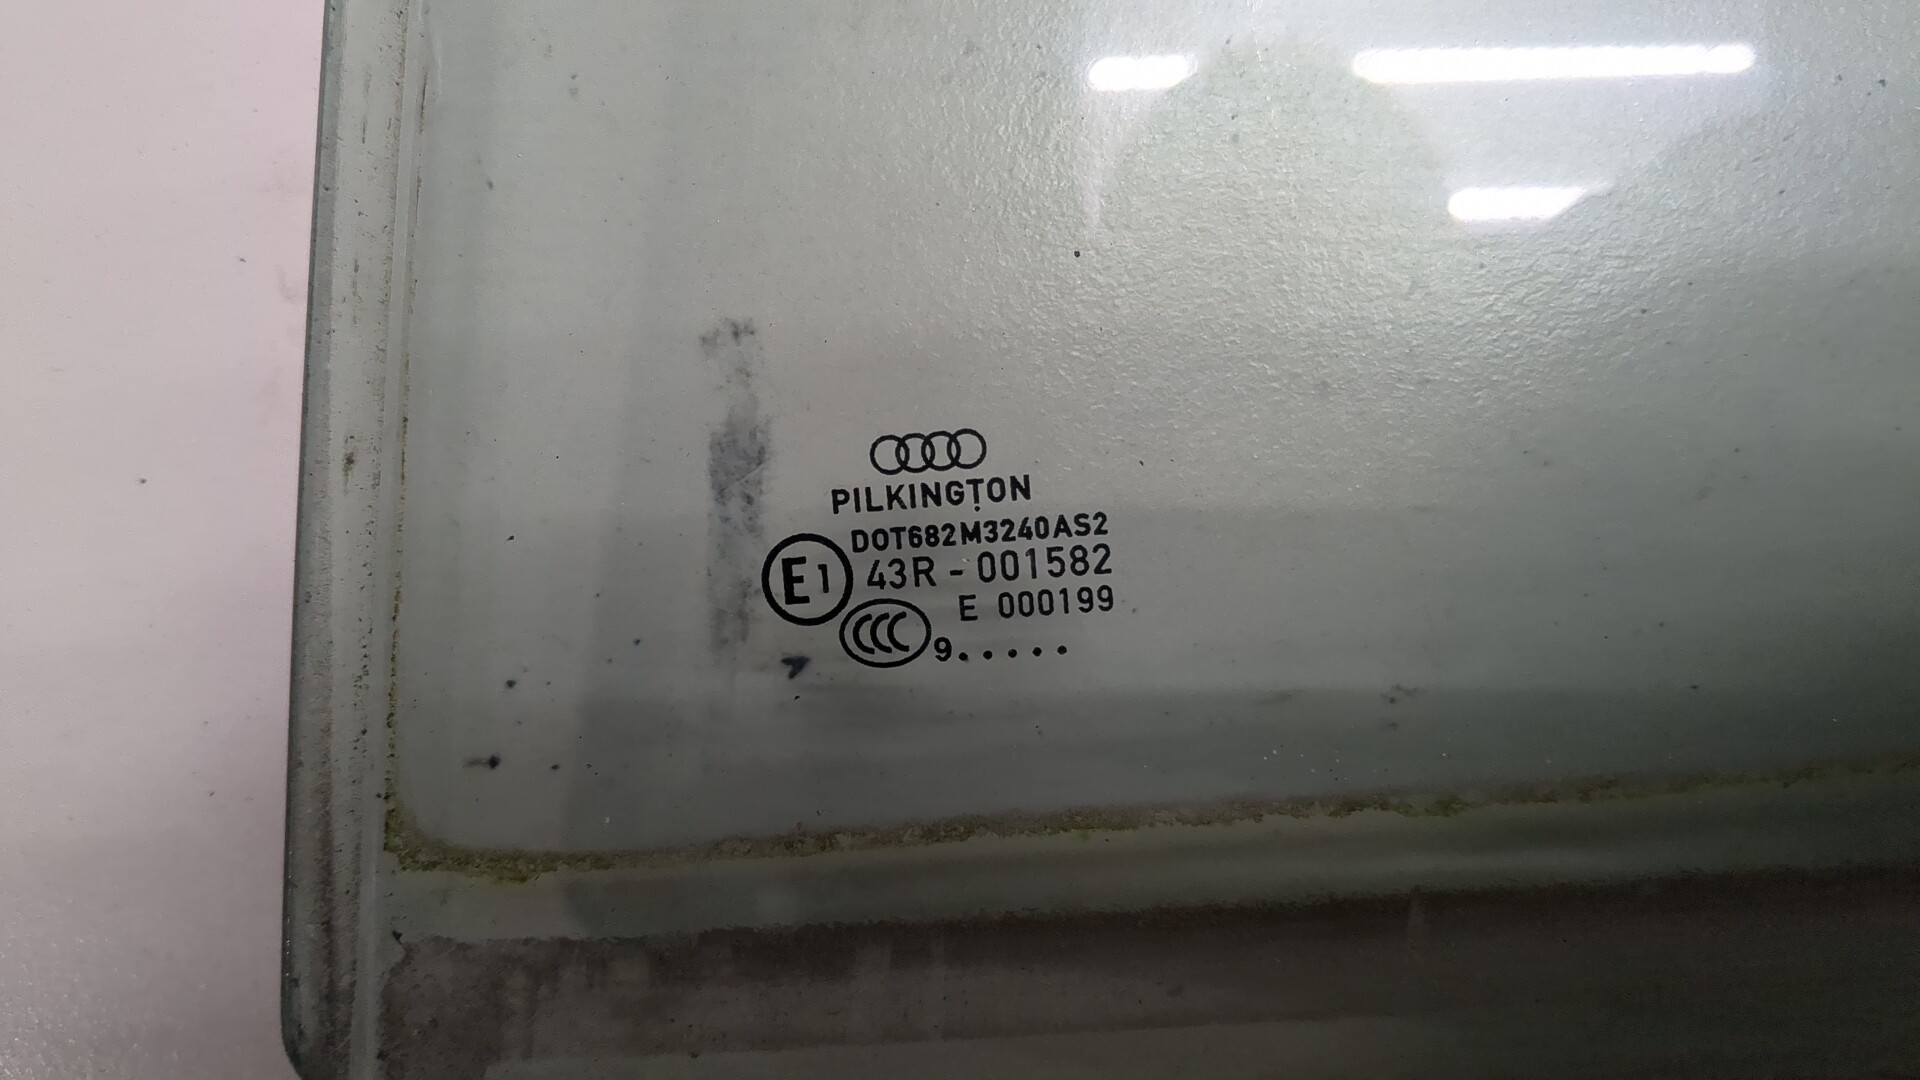 PILKINGTON
DOT682M3240AS2
E1 43R - 001582
E 000199
CCC 9.....